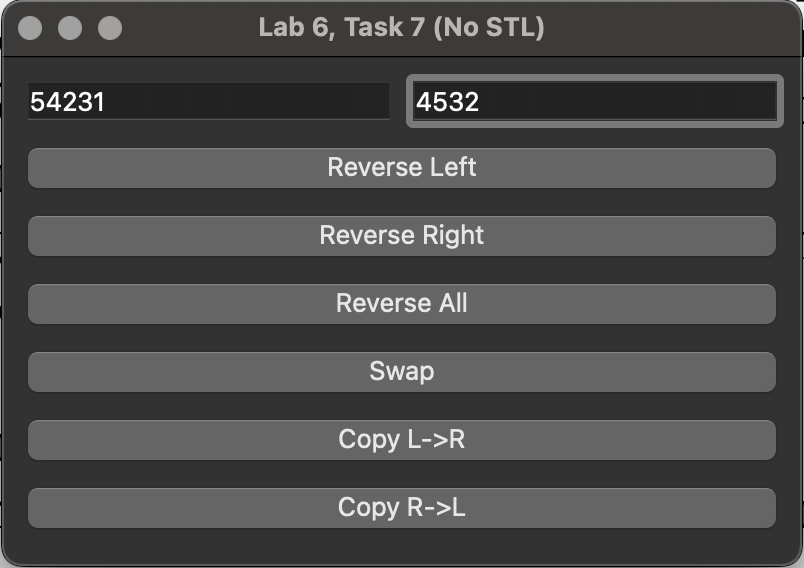 Lab 6, Task 7 (No STL)
54231 4532
Reverse Left
Reverse Right
Reverse All
Swap
Copy L->R
Copy R->L